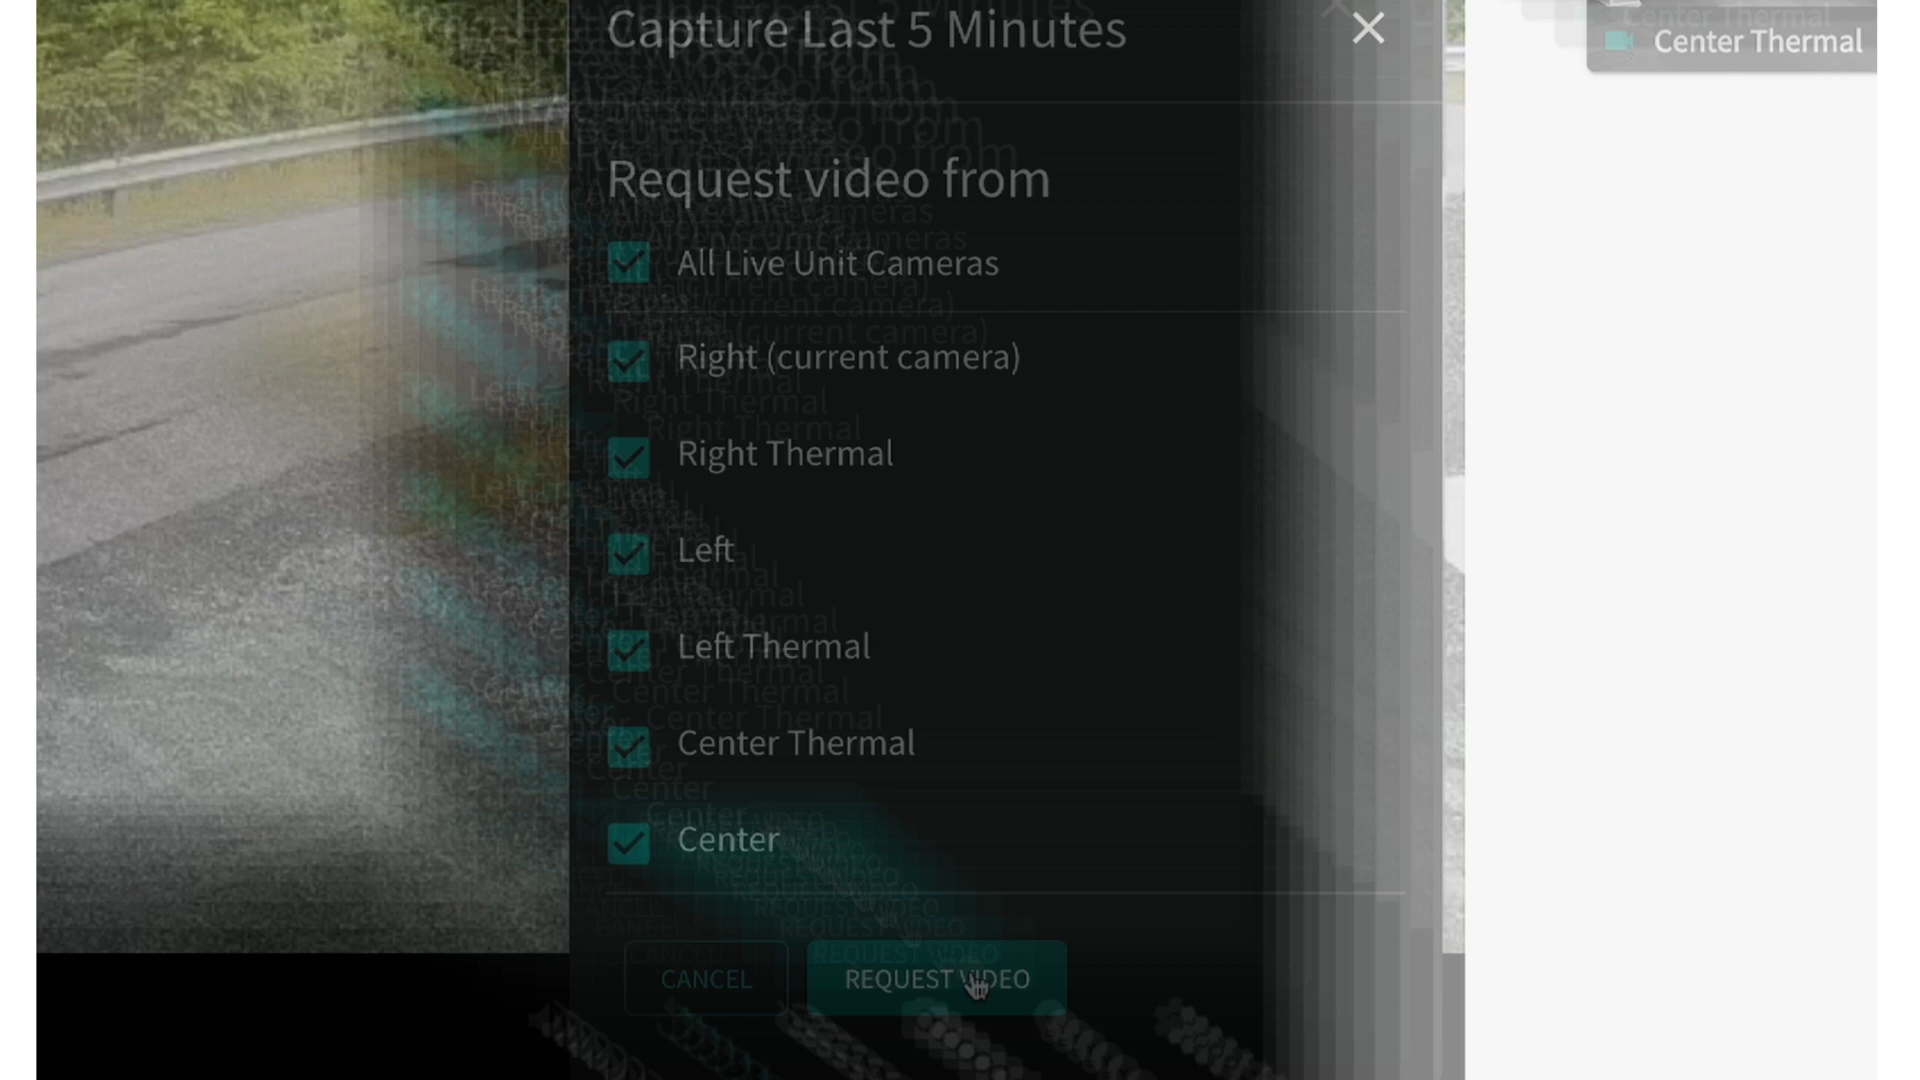 Capture Last 5 Minutes
Center Thermal
Request video from
All Live Unit Cameras
Right (current camera)
Right Thermal
Left
Left Thermal
Center Thermal
Center
CANCEL
REQUEST VIDEO